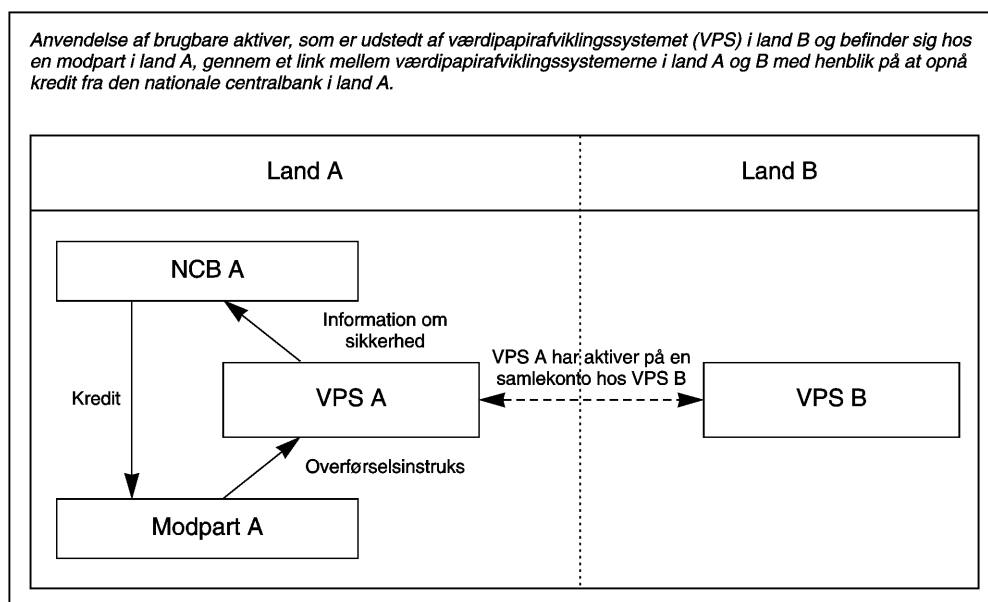 Anvendelse af brugbare aktiver, som er udstedt af værdipapirafviklingssystemet (VPS) i land B og befinder sig hos
en modpart i land A, gennem et link mellem værdipapirafviklingssystemerne i land A og B med henblik på at opnå
kredit fra den nationale centralbank i land A.
Land A
Land B
NCB A
Information om
sikkerhed
VPS A har aktiver på en
samlekonto hos VPS B
Kredit
VPS A
VPS B
Overførselsinstruks
Modpart A